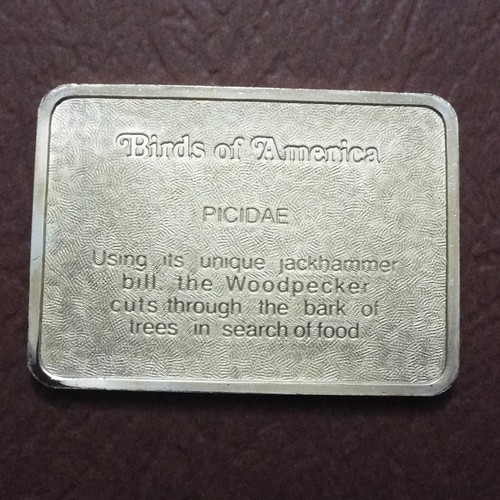 Birds of America
PICIDAE
Using its unique jackhammer
bill, the Woodpecker
cuts through the bark of
trees in search of food